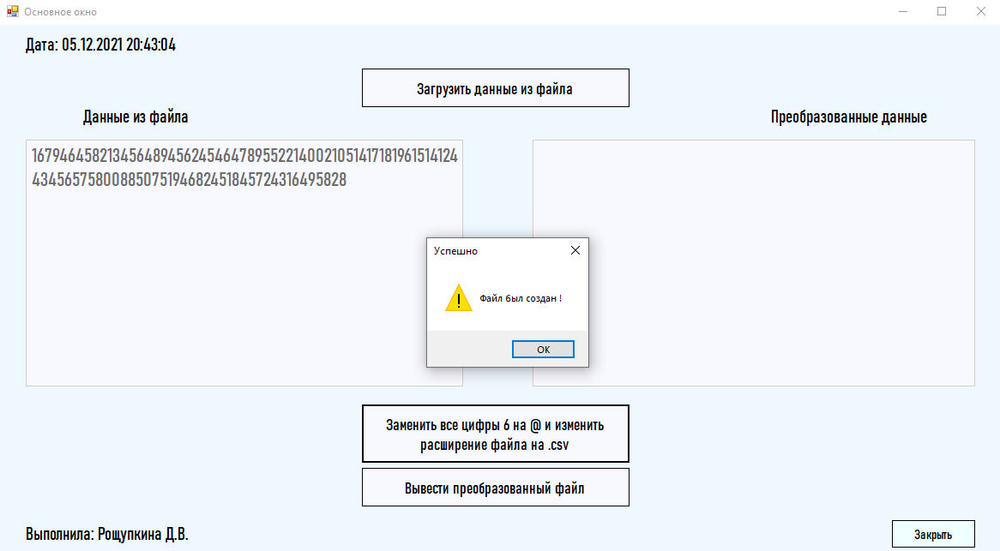 Основное окно
Дата: 05.12.2021 20:43:04
Загрузить данные из файла
Данные из файла
Преобразованные данные
1679464582134564894562454647895522140021051417181961514124
43456575800885075194682451845724316495828
Успешно
Файл был создан !
OK
Заменить все цифры 6 на @ и изменить
расширение файла на .csv
Вывести преобразованный файл
Выполнила: Рощупкина Д.В.
Закрыть